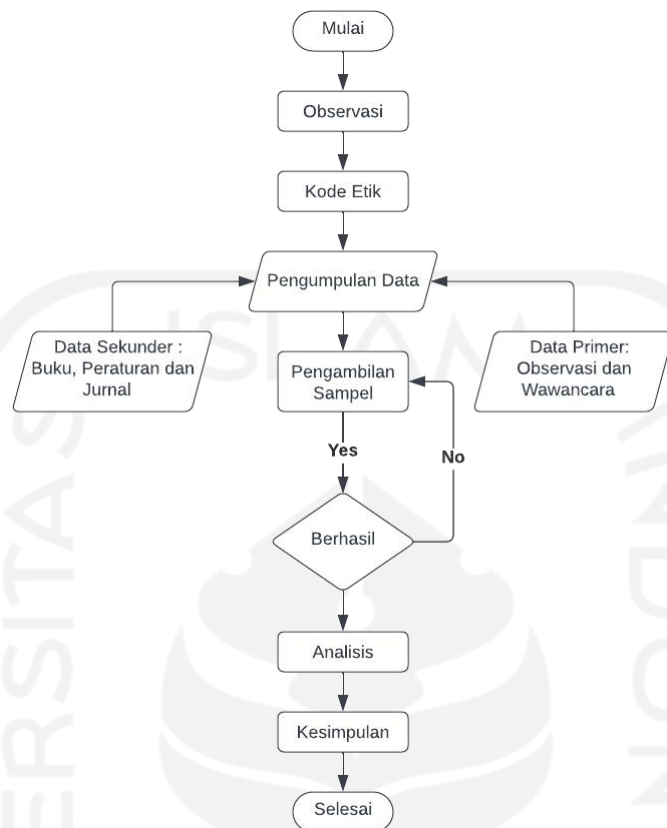 Mulai
Observasi
Kode Etik
Pengumpulan Data
Data Sekunder :
Buku, Peraturan dan
Jurnal
Pengambilan
Sampel
Data Primer:
Observasi dan
Wawancara
Yes
No
Berhasil
Analisis
Kesimpulan
Selesai
ISLAM